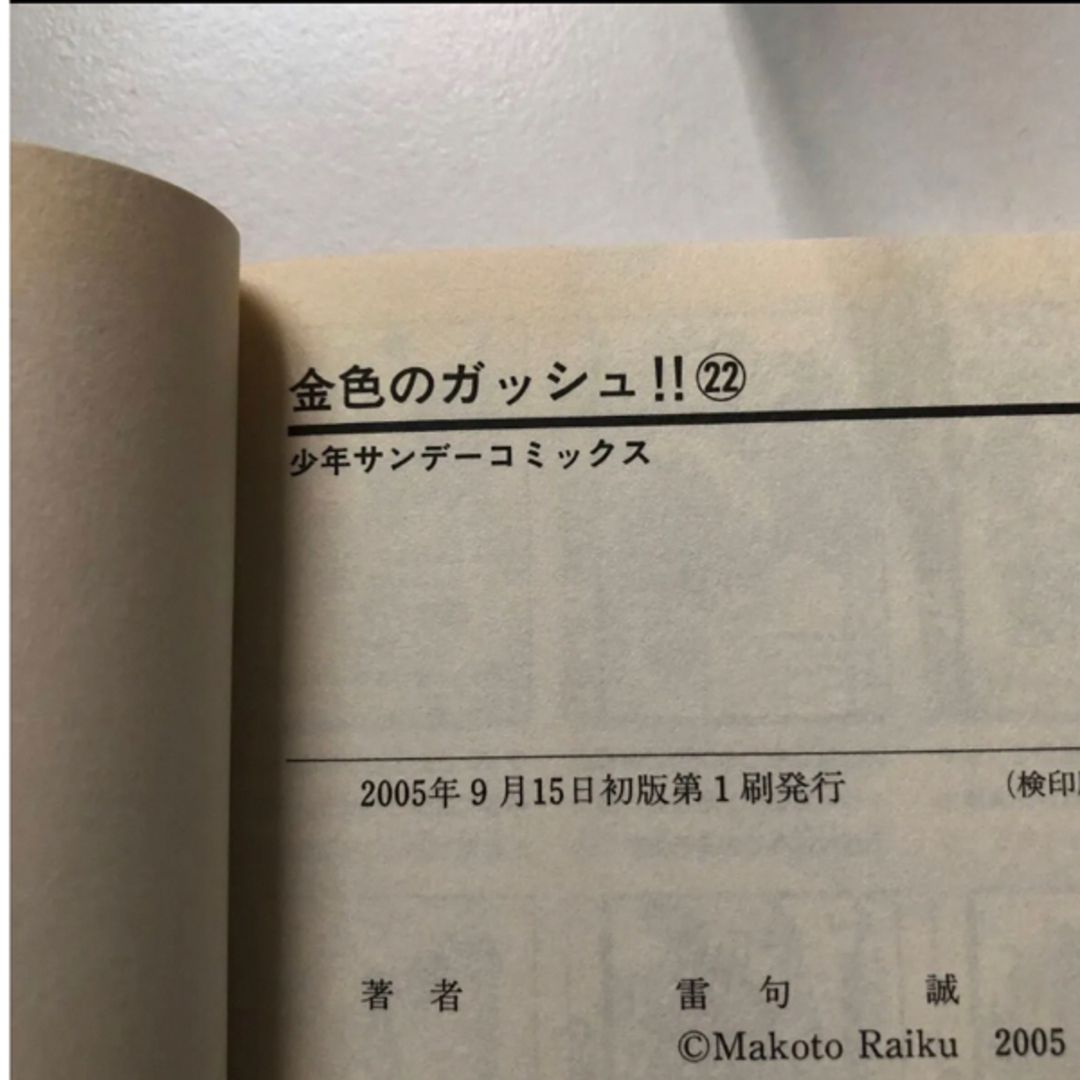 金色のガッシュ!!㉒
少年サンデーコミックス
2005年9月15日初版第1刷発行 (検印
著者 雷句誠
©Makoto Raiku 2005